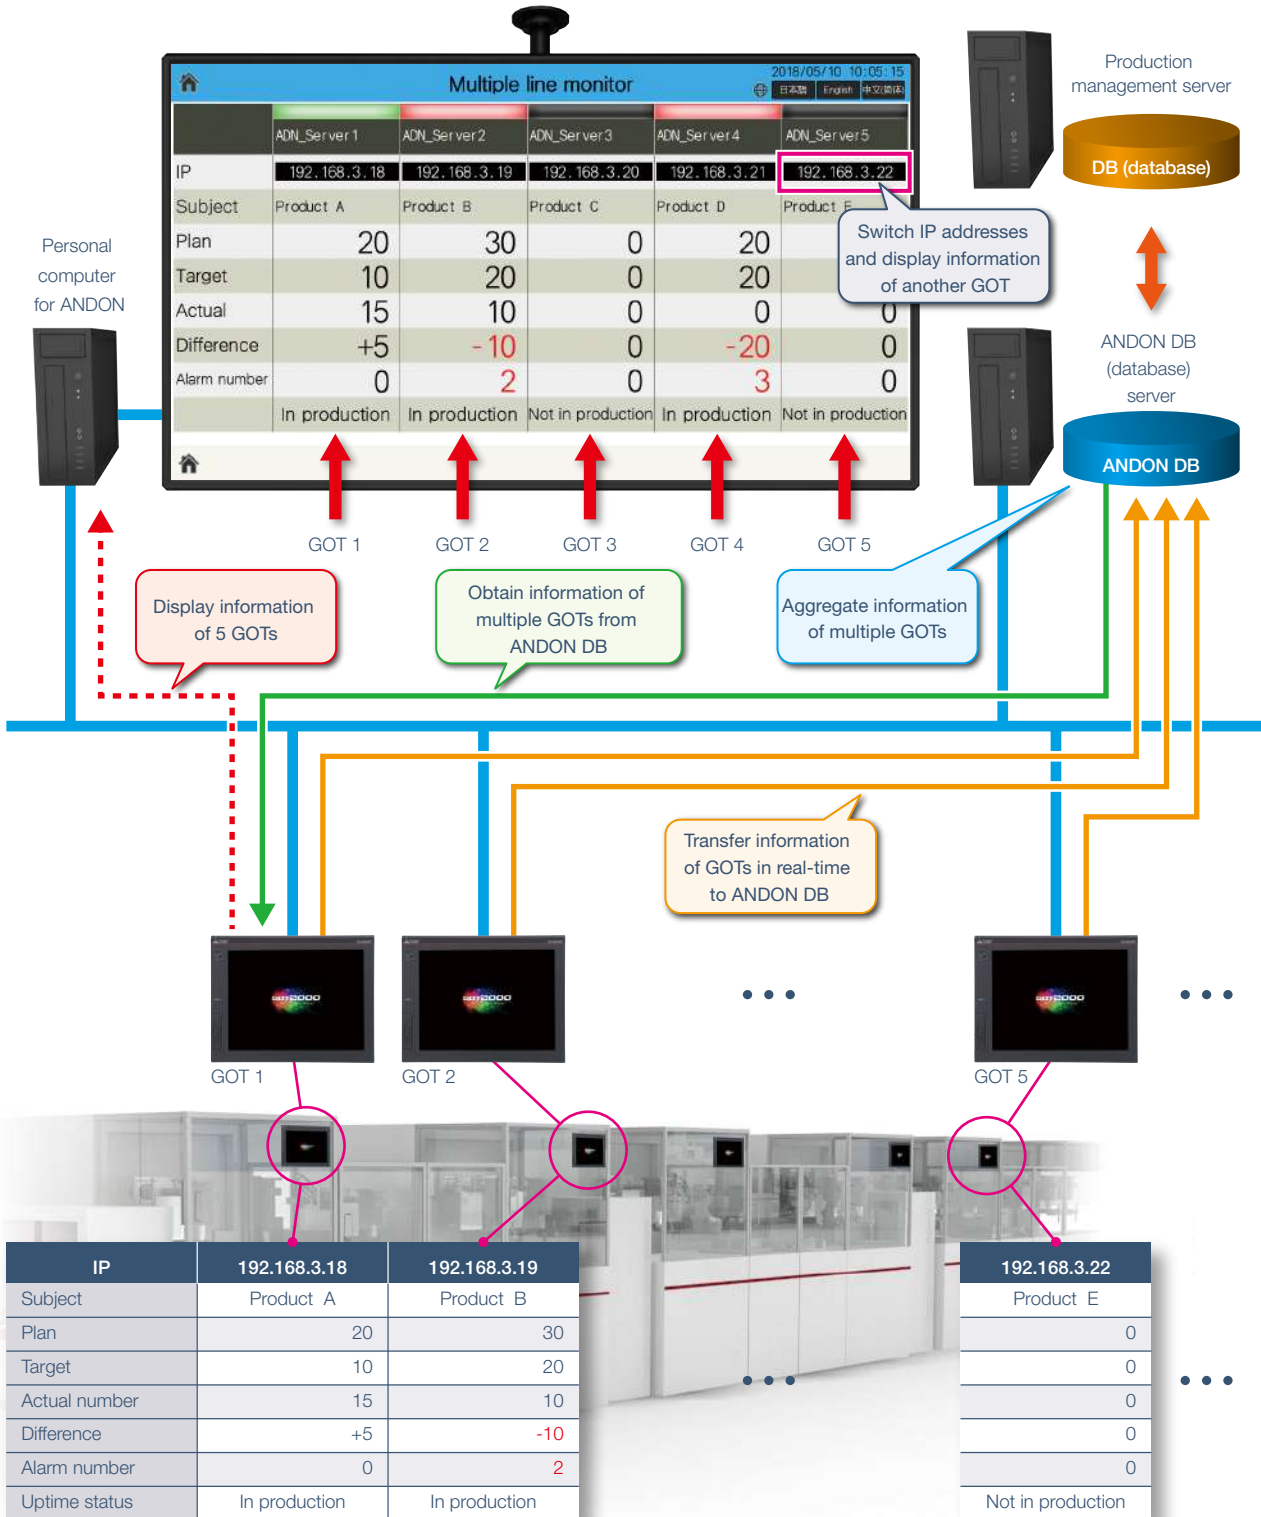 Multiple line monitor
2018/05/10 10:05:15
日本語 English 中文(简体)
ADN_Server1 ADN_Server2 ADN_Server3 ADN_Server4 ADN_Server5
IP 192.168.3.18 192.168.3.19 192.168.3.20 192.168.3.21 192.168.3.22
Subject Product A Product B Product C Product D Product E
Plan 20 30 0 20
Target 10 20 0 20
Actual 15 10 0 0 0
Difference +5 -10 0 -20 0
Alarm number 0 2 0 3 0
In production In production Not in production In production Not in production
Switch IP addresses
and display information
of another GOT
Production
management server
DB (database)
Personal
computer
for ANDON
ANDON DB
(database)
server
ANDON DB
GOT 1 GOT 2 GOT 3 GOT 4 GOT 5
Display information
of 5 GOTs
Obtain information of
multiple GOTs from
ANDON DB
Aggregate information
of multiple GOTs
Transfer information
of GOTs in real-time
to ANDON DB
GOT2000 GOT2000 GOT2000
GOT 1 GOT 2 GOT 5
IP 192.168.3.18 192.168.3.19 192.168.3.22
Subject Product A Product B Product E
Plan 20 30 0
Target 10 20 0
Actual number 15 10 0
Difference +5 -10 0
Alarm number 0 2 0
Uptime status In production In production Not in production